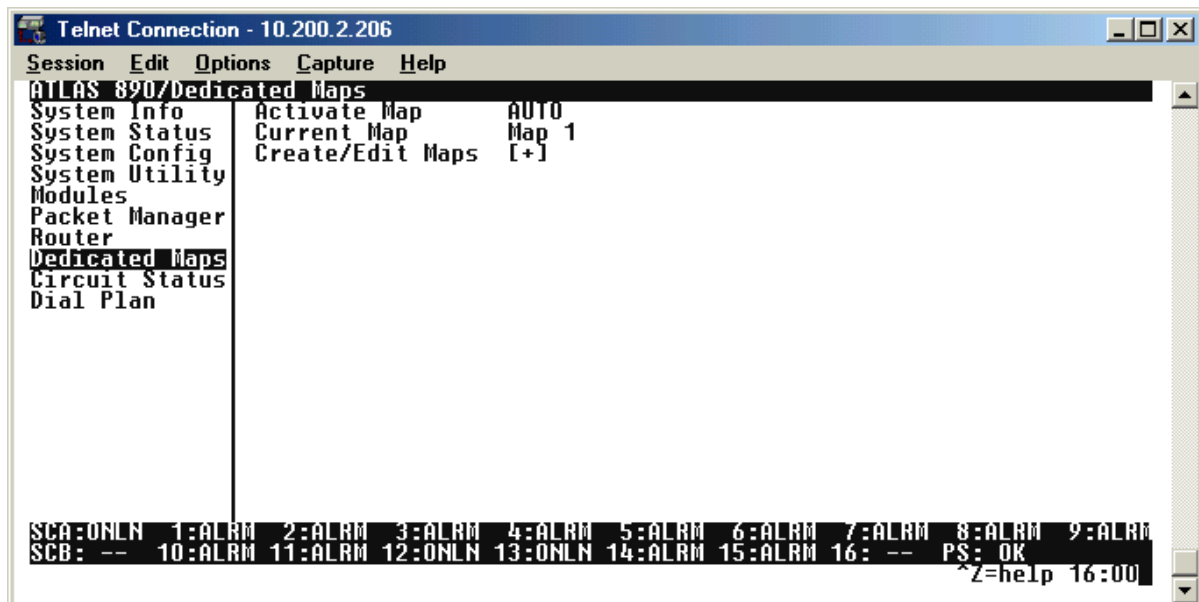 Telnet Connection - 10.200.2.206
Session Edit Options Capture Help
ATLAS 890/Dedicated Maps
System Info Activate Map AUTO
System Status Current Map Map 1
System Config Create/Edit Maps [+]
System Utility
Modules
Packet Manager
Router
Dedicated Maps
Circuit Status
Dial Plan
SCA:ONLN 1:ALRM 2:ALRM 3:ALRM 4:ALRM 5:ALRM 6:ALRM 7:ALRM 8:ALRM 9:ALRM
SCB: -- 10:ALRM 11:ALRM 12:ONLN 13:ONLN 14:ALRM 15:ALRM 16: -- PS: OK
^Z=help 16:00